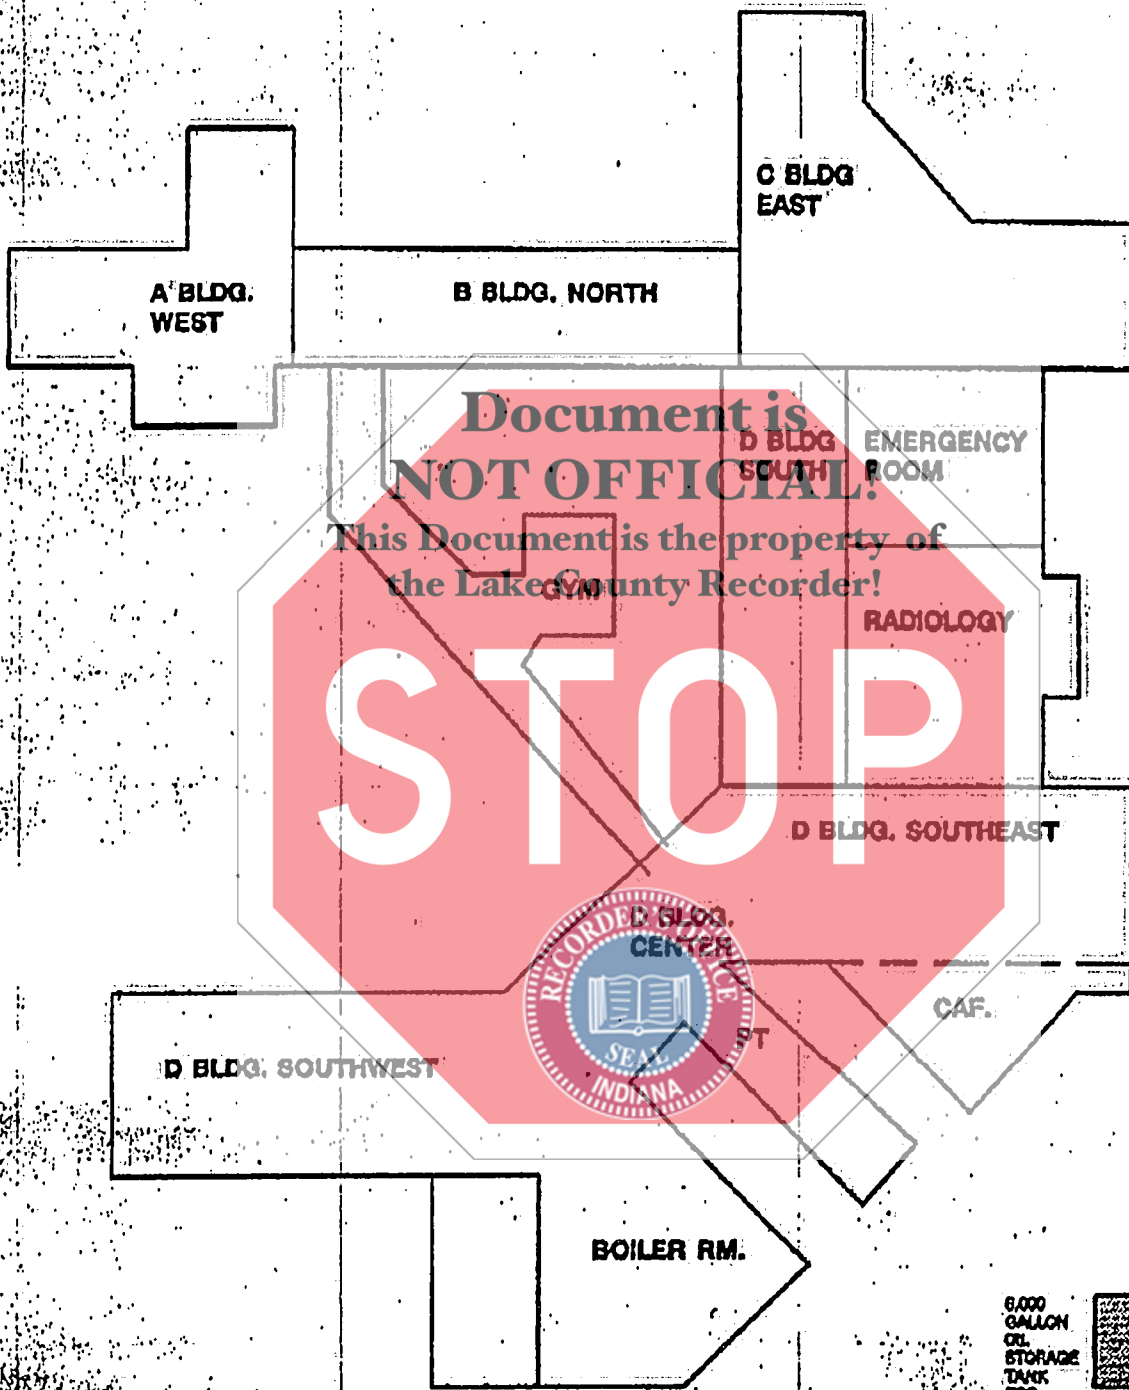 C BLDG
EAST
A BLDG.
WEST
B BLDG. NORTH
Document is
NOT OFFICIAL!
This Document is the property of
the Lake County Recorder!
D BLDG
SOUTH
EMERGENCY
ROOM
GYM
RADIOLOGY
STOP
D BLDG. SOUTHEAST
D BLDG.
CENTER
RECORDER'S OFFICE
SEAL
INDIANA
CAF.
PT
D BLDG. SOUTHWEST
BOILER RM.
6,000
GALLON
OIL
STORAGE
TANK